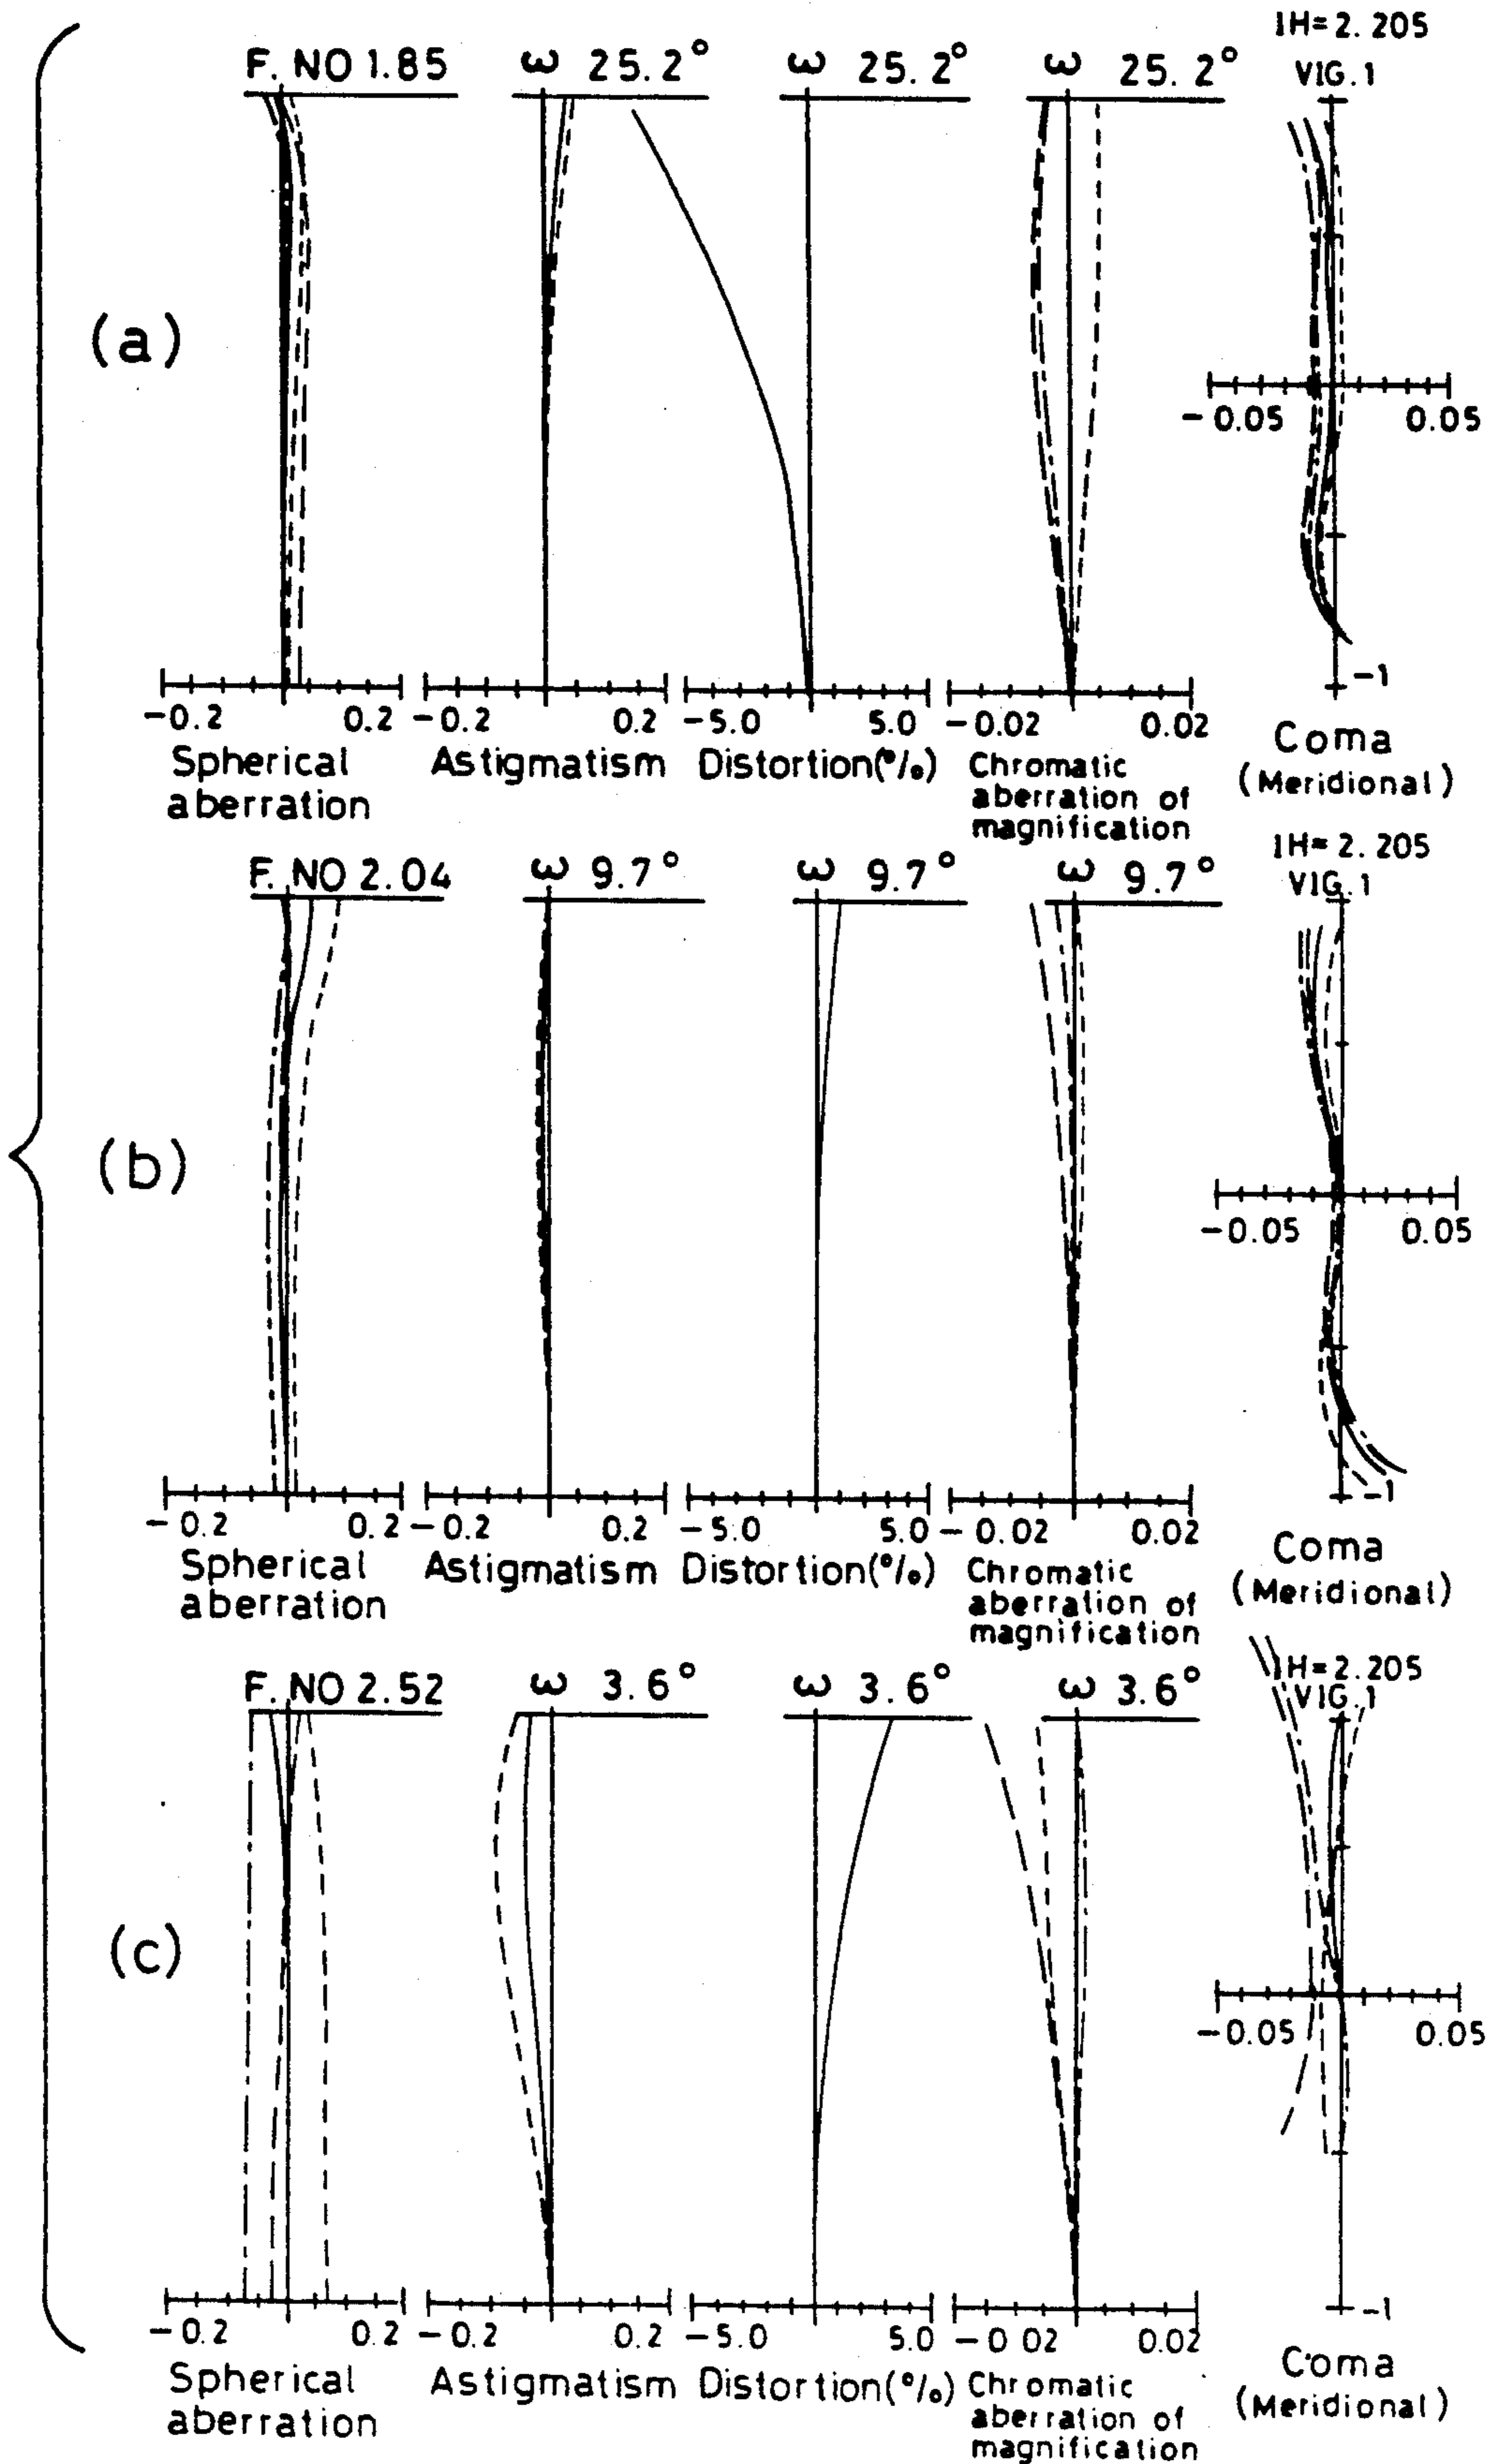 IH=2.205
F. NO 1.85 ω 25.2° ω 25.2° ω 25.2° VIG.1
(a)
-0.05 0.05
-1
-0.2 0.2 -0.2 0.2 -5.0 5.0 -0.02 0.02
Spherical aberration
Astigmatism
Distortion(%)
Chromatic aberration of magnification
Coma
(Meridional)
IH=2.205
F. NO 2.04 ω 9.7° ω 9.7° ω 9.7° VIG.1
(b)
-0.05 0.05
-1
-0.2 0.2 -0.2 0.2 -5.0 5.0 -0.02 0.02
Spherical aberration
Astigmatism
Distortion(%)
Chromatic aberration of magnification
Coma
(Meridional)
IH=2.205
F. NO 2.52 ω 3.6° ω 3.6° ω 3.6° VIG.1
(c)
-0.05 0.05
-1
-0.2 0.2 -0.2 0.2 -5.0 5.0 -0 02 0.02
Spherical aberration
Astigmatism
Distortion(%)
Chromatic aberration of magnification
Coma
(Meridional)